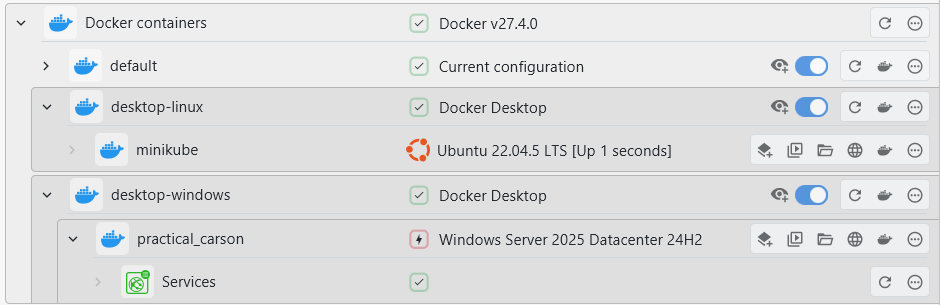 Docker containers Docker v27.4.0
default Current configuration
desktop-linux Docker Desktop
minikube Ubuntu 22.04.5 LTS [Up 1 seconds]
desktop-windows Docker Desktop
practical_carson Windows Server 2025 Datacenter 24H2
Services